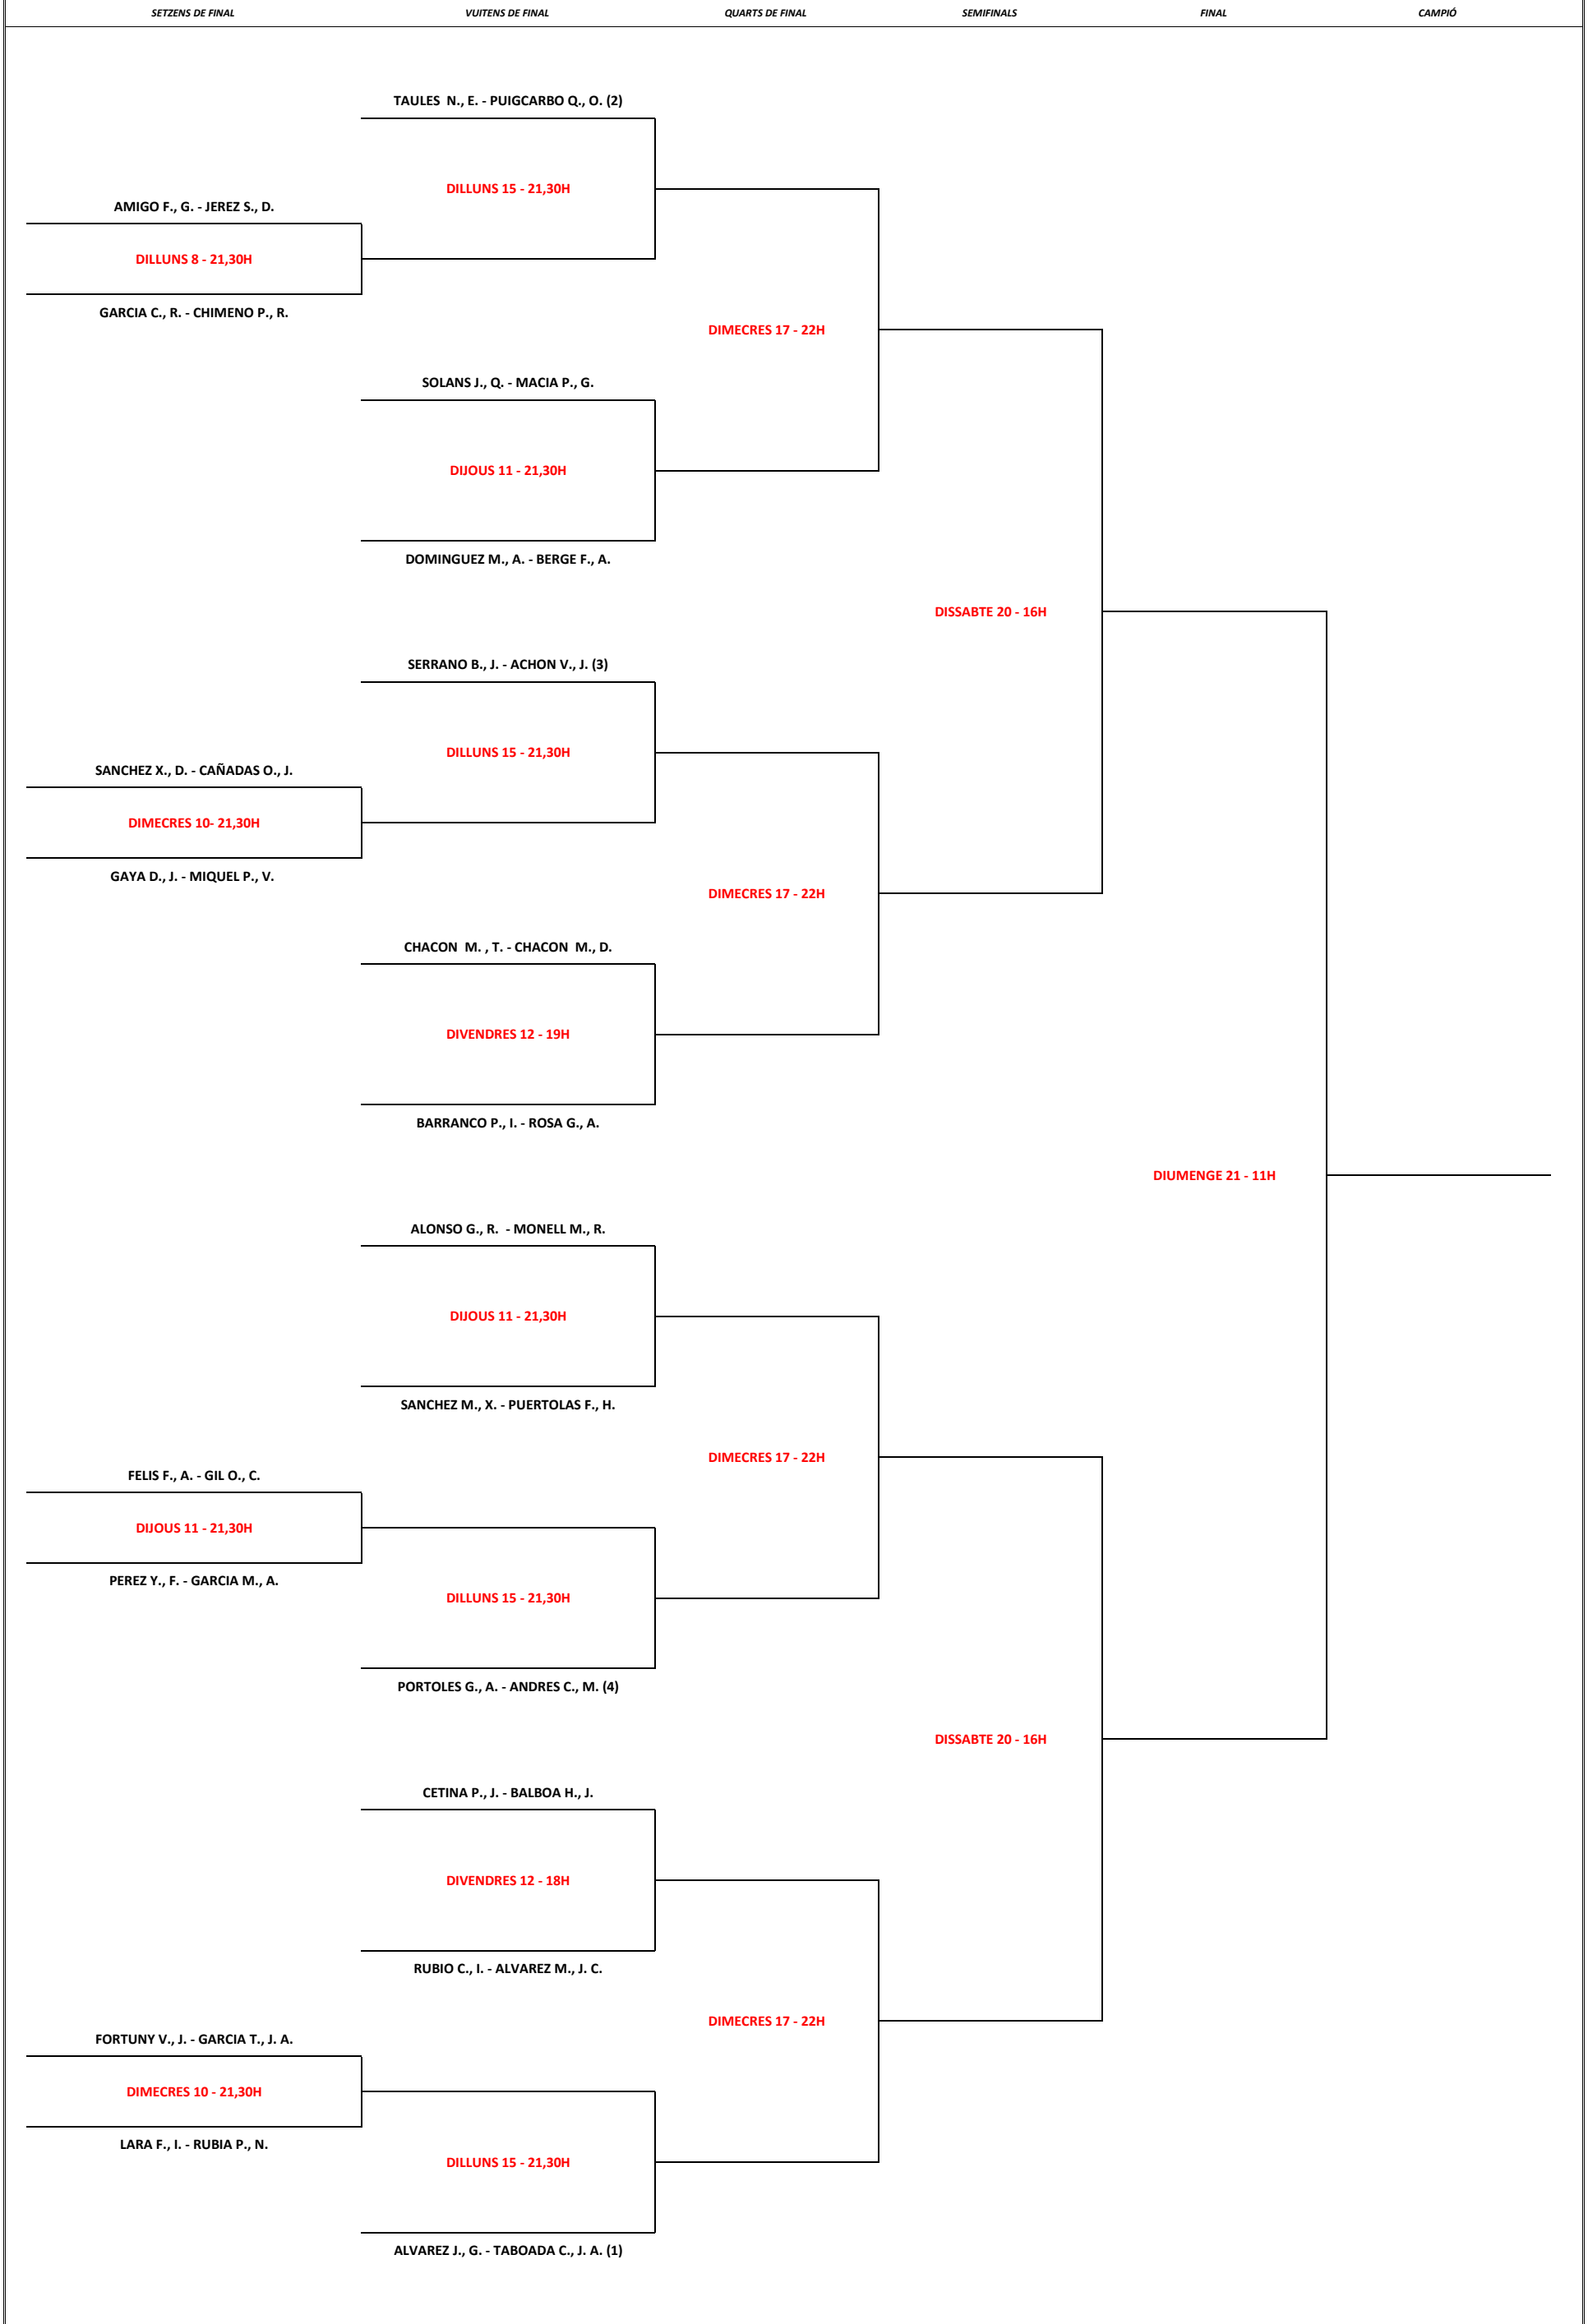 SETZENS DE FINAL VUITENS DE FINAL QUARTS DE FINAL SEMIFINALS FINAL CAMPIÓ
TAULES  N., E. - PUIGCARBO Q., O. (2)
DILLUNS 15 - 21,30H
AMIGO F., G. - JEREZ S., D.
DILLUNS 8 - 21,30H
GARCIA C., R. - CHIMENO P., R.
DIMECRES 17 - 22H
SOLANS J., Q. - MACIA P., G.
DIJOUS 11 - 21,30H
DOMINGUEZ M., A. - BERGE F., A.
DISSABTE 20 - 16H
SERRANO B., J. - ACHON V., J. (3)
DILLUNS 15 - 21,30H
SANCHEZ X., D. - CAÑADAS O., J.
DIMECRES 10- 21,30H
GAYA D., J. - MIQUEL P., V.
DIMECRES 17 - 22H
CHACON  M. , T. - CHACON  M., D.
DIVENDRES 12 - 19H
BARRANCO P., I. - ROSA G., A.
DIUMENGE 21 - 11H
ALONSO G., R.  - MONELL M., R.
DIJOUS 11 - 21,30H
SANCHEZ M., X. - PUERTOLAS F., H.
DIMECRES 17 - 22H
FELIS F., A. - GIL O., C.
DIJOUS 11 - 21,30H
PEREZ Y., F. - GARCIA M., A.
DILLUNS 15 - 21,30H
PORTOLES G., A. - ANDRES C., M. (4)
DISSABTE 20 - 16H
CETINA P., J. - BALBOA H., J.
DIVENDRES 12 - 18H
RUBIO C., I. - ALVAREZ M., J. C.
DIMECRES 17 - 22H
FORTUNY V., J. - GARCIA T., J. A.
DIMECRES 10 - 21,30H
LARA F., I. - RUBIA P., N.
DILLUNS 15 - 21,30H
ALVAREZ J., G. - TABOADA C., J. A. (1)